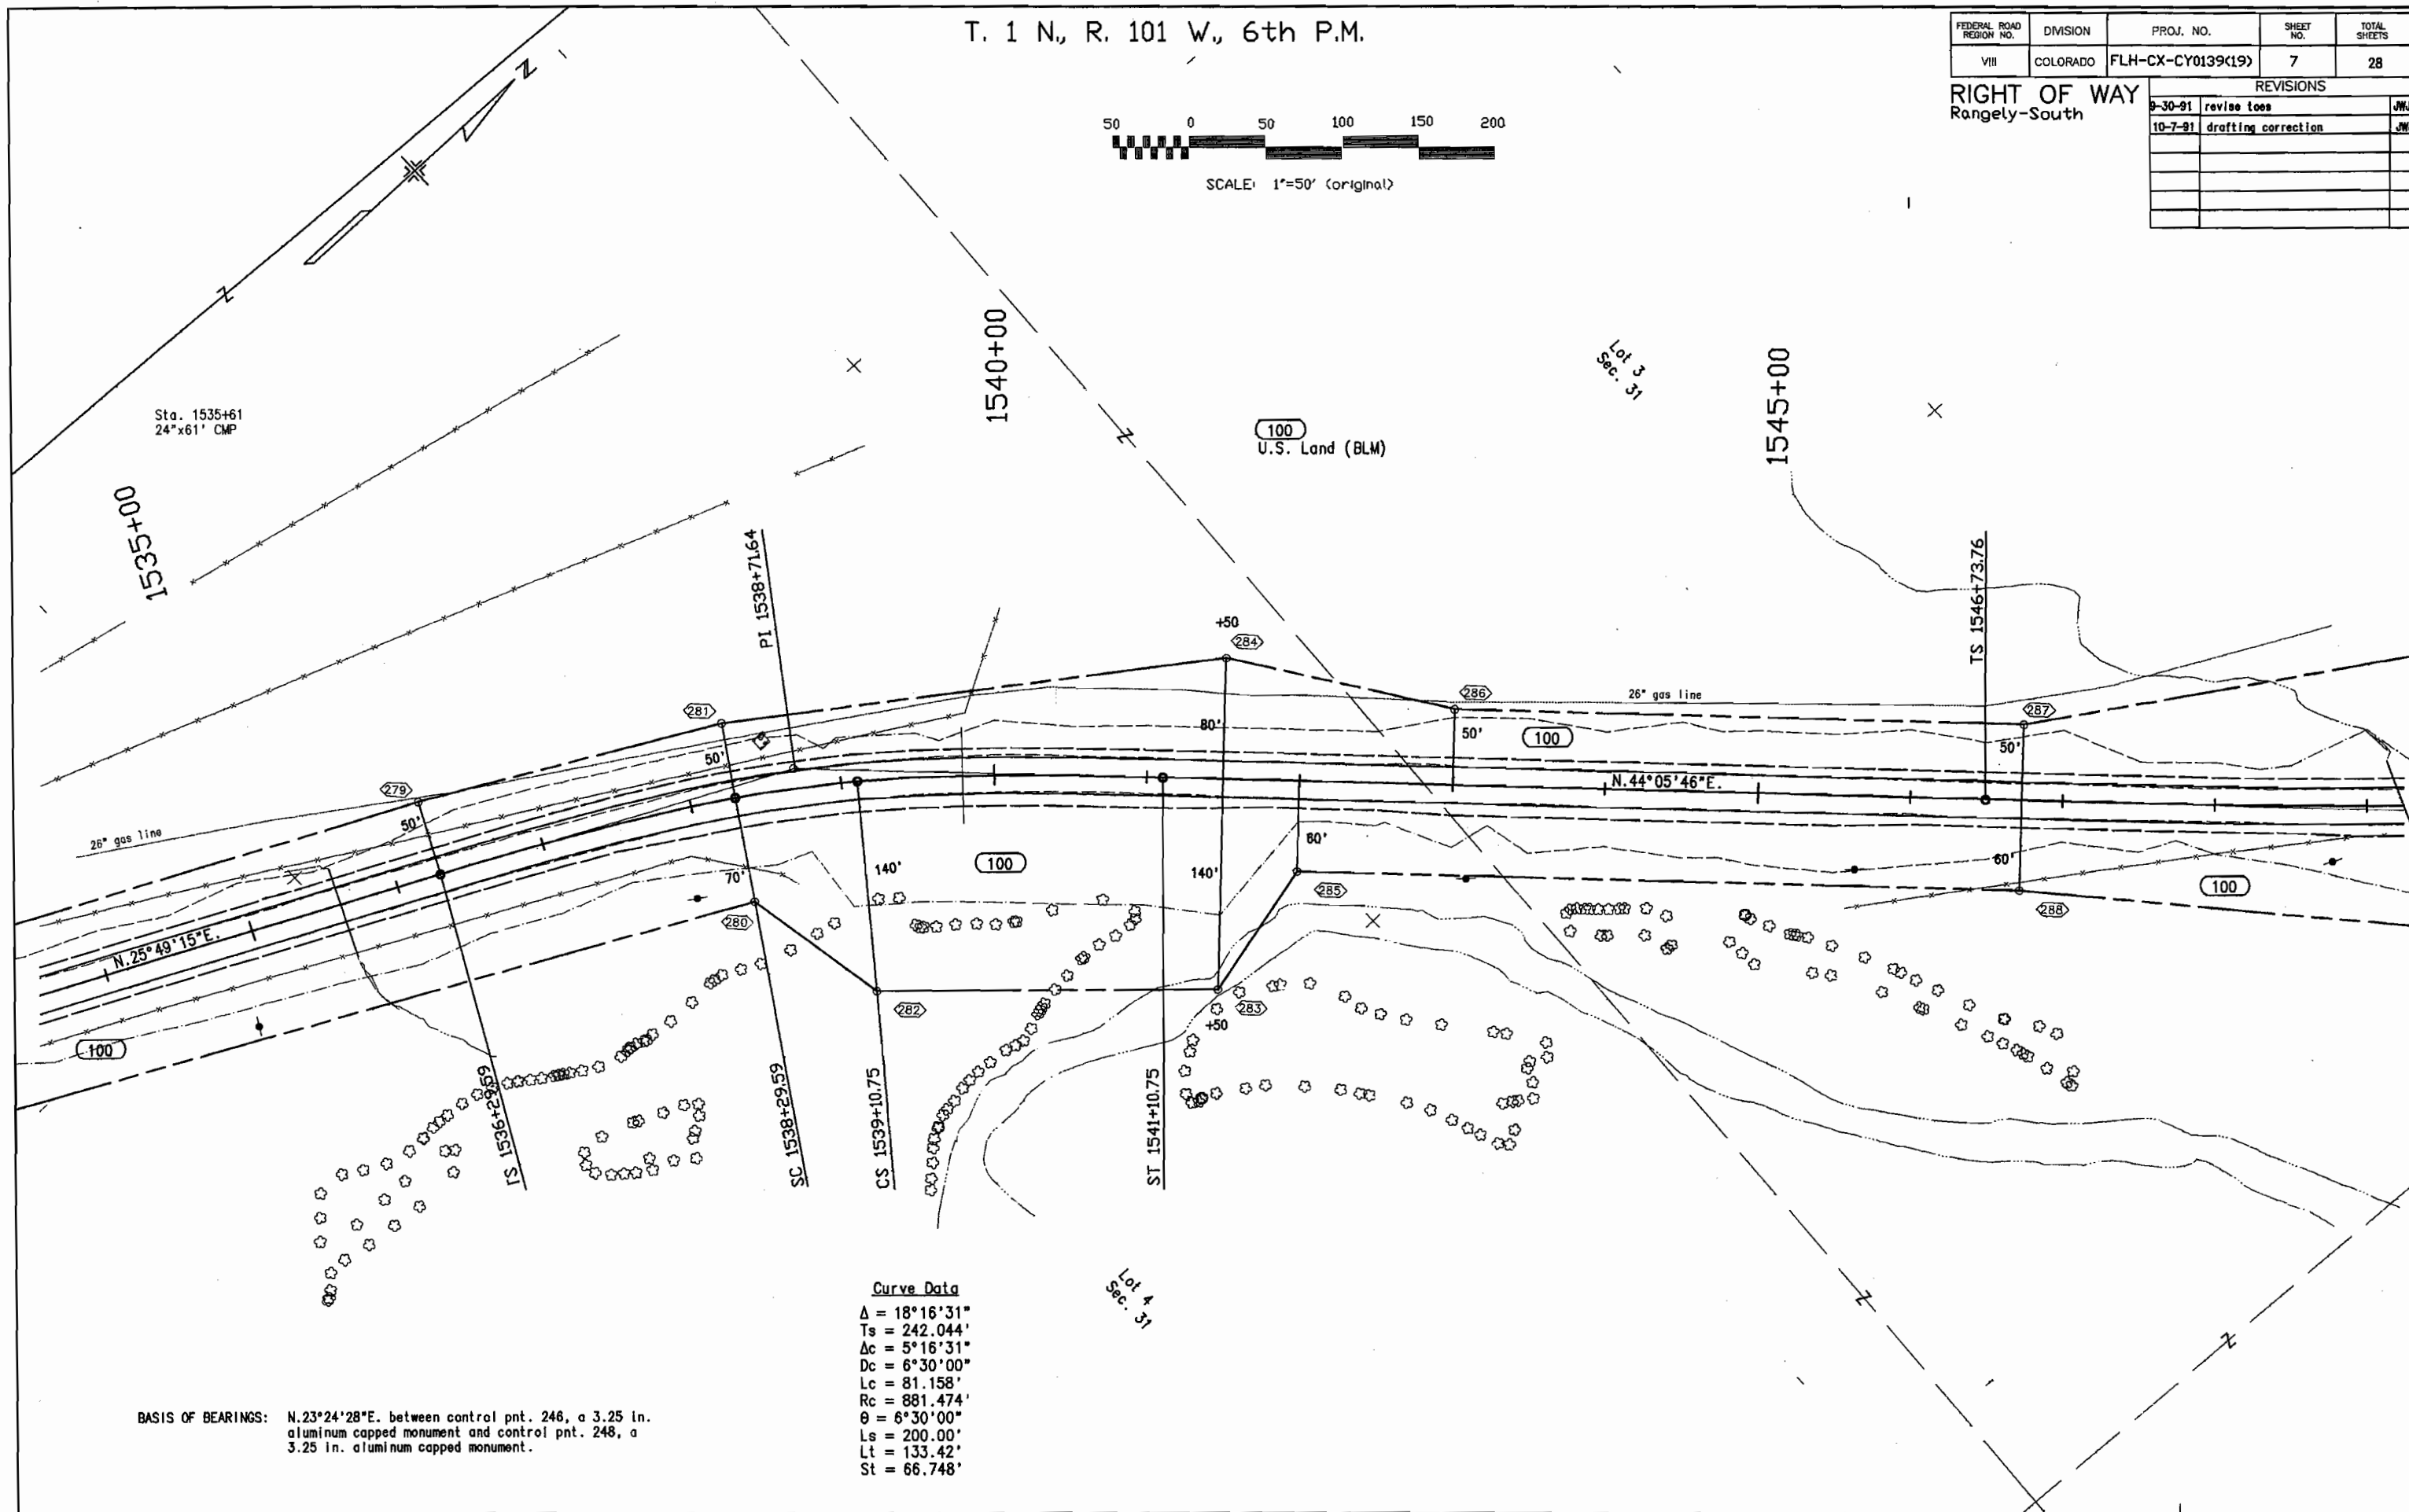 T. 1 N., R. 101 W., 6th P.M.
FEDERAL ROAD REGION NO. DIVISION PROJ. NO. SHEET NO. TOTAL SHEETS
VIII COLORADO FLH-CX-CY0139(19) 7 28
RIGHT OF WAY
Rangely-South
REVISIONS
9-30-91 revise toes
10-7-91 drafting correction
50 0 50 100 150 200
SCALE: 1"=50' (original)
Sta. 1535+61
24"x61' CMP
1535+00
1540+00
1545+00
Lot 3
Sec. 31
100
U.S. Land (BLM)
PI 1538+71.64
TS 1546+73.76
+50
284
281
286
26" gas line
287
279
50'
50'
80'
50'
100
50'
26" gas line
N.44°05'46"E.
N.25°49'15"E.
70'
140'
100
140'
60'
60'
100
280
285
288
282
283
+50
100
TS 1536+29.59
SC 1538+29.59
CS 1539+10.75
ST 1541+10.75
Lot 4
Sec. 31
Curve Data
Δ = 18°16'31"
Ts = 242.044'
Δc = 5°16'31"
Dc = 6°30'00"
Lc = 81.158'
Rc = 881.474'
θ = 6°30'00"
Ls = 200.00'
Lt = 133.42'
St = 66.748'
BASIS OF BEARINGS: N.23°24'28"E. between control pnt. 246, a 3.25 in.
aluminum capped monument and control pnt. 248, a
3.25 in. aluminum capped monument.